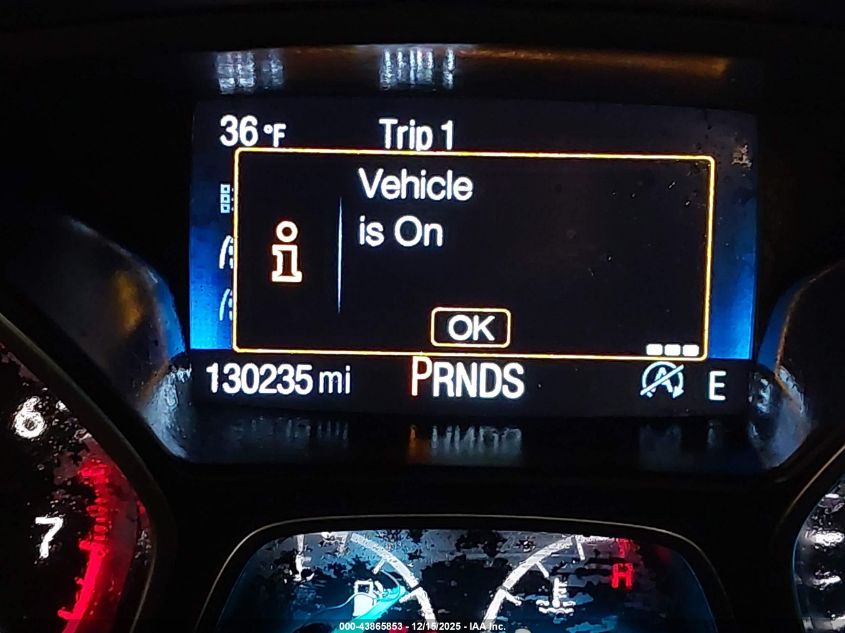 36°F Trip 1
Vehicle
is On
OK
130235 mi PRNDS E
6
7
H
000-43865853 - 12/15/2025 - IAA Inc.